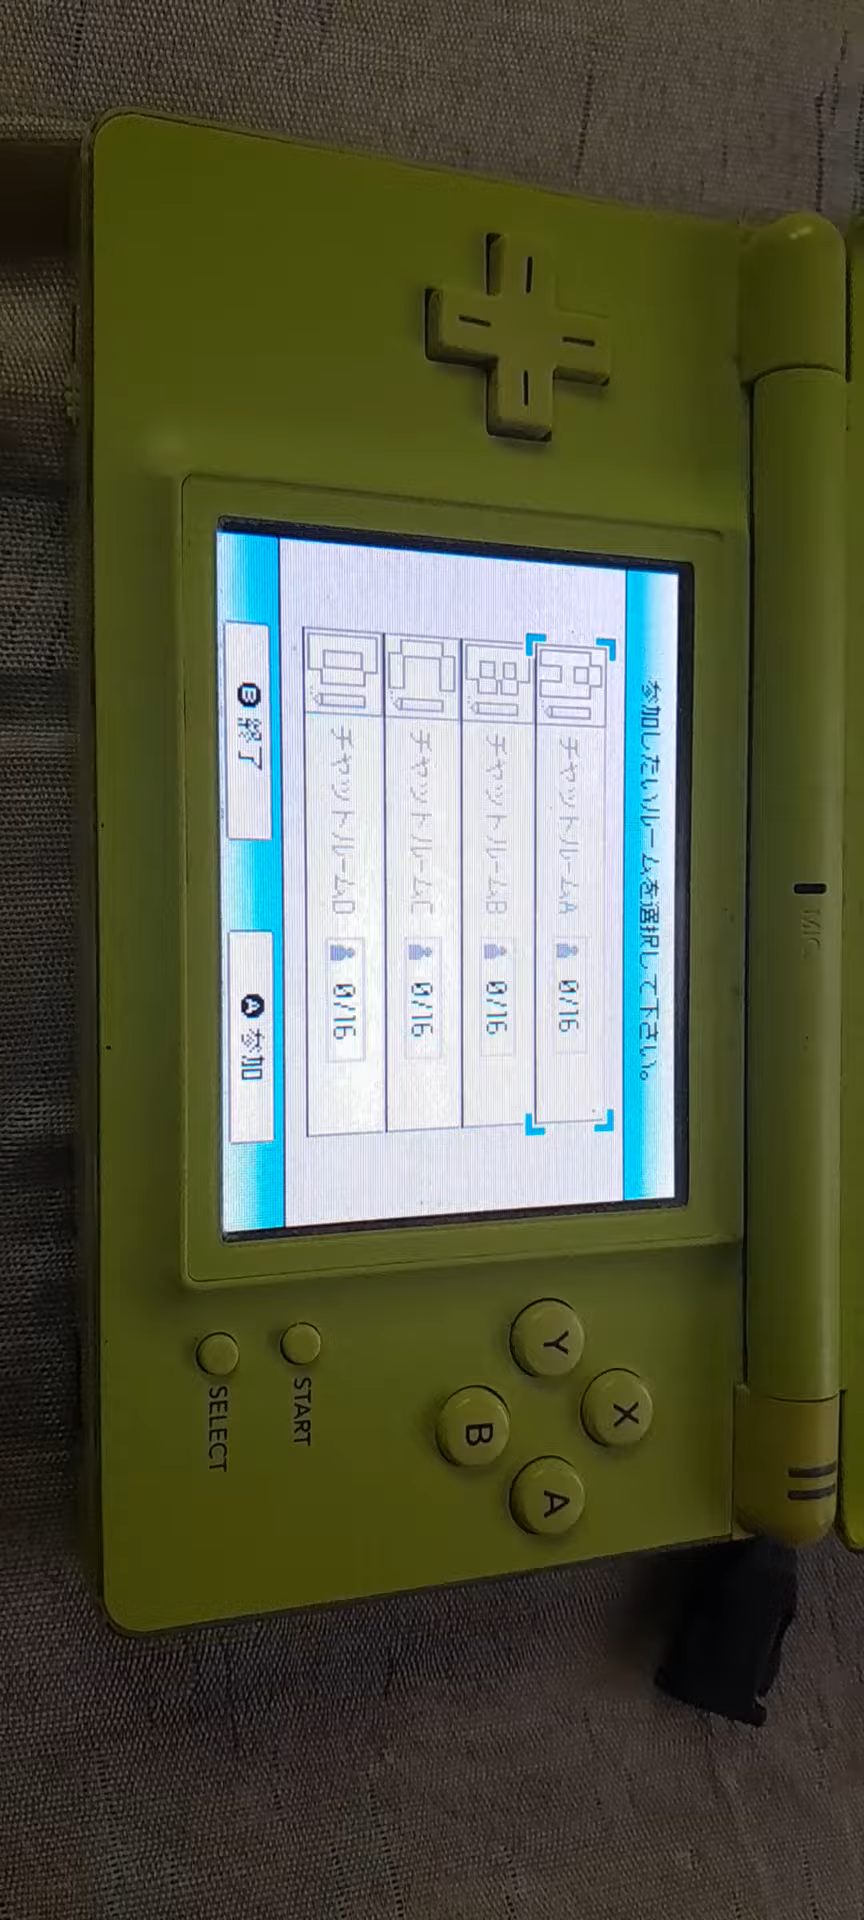 参加したいルームを選択して下さい。
A チャットルームA 0/16
B チャットルームB 0/16
C チャットルームC 0/16
D チャットルームD 0/16
B 終了
A 参加
MIC
X
Y
A
B
START
SELECT